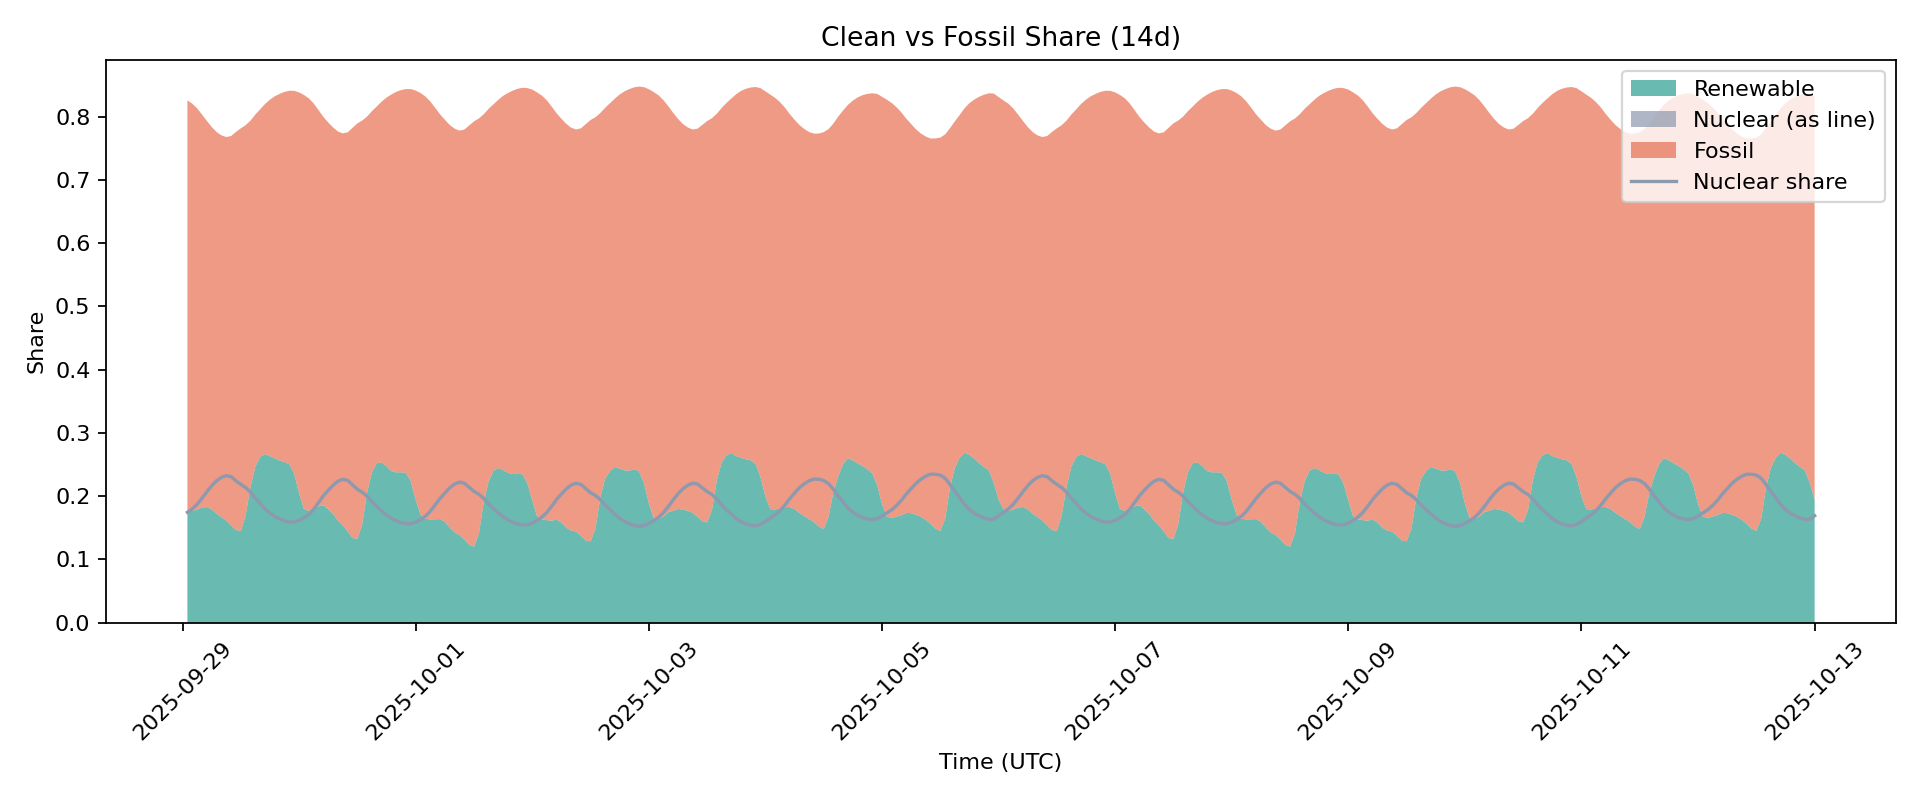 Clean vs Fossil Share (14d)
Renewable
Nuclear (as line)
Fossil
Nuclear share
Share
0.8
0.7
0.6
0.5
0.4
0.3
0.2
0.1
0.0
2025-09-29
2025-10-01
2025-10-03
2025-10-05
2025-10-07
2025-10-09
2025-10-11
2025-10-13
Time (UTC)